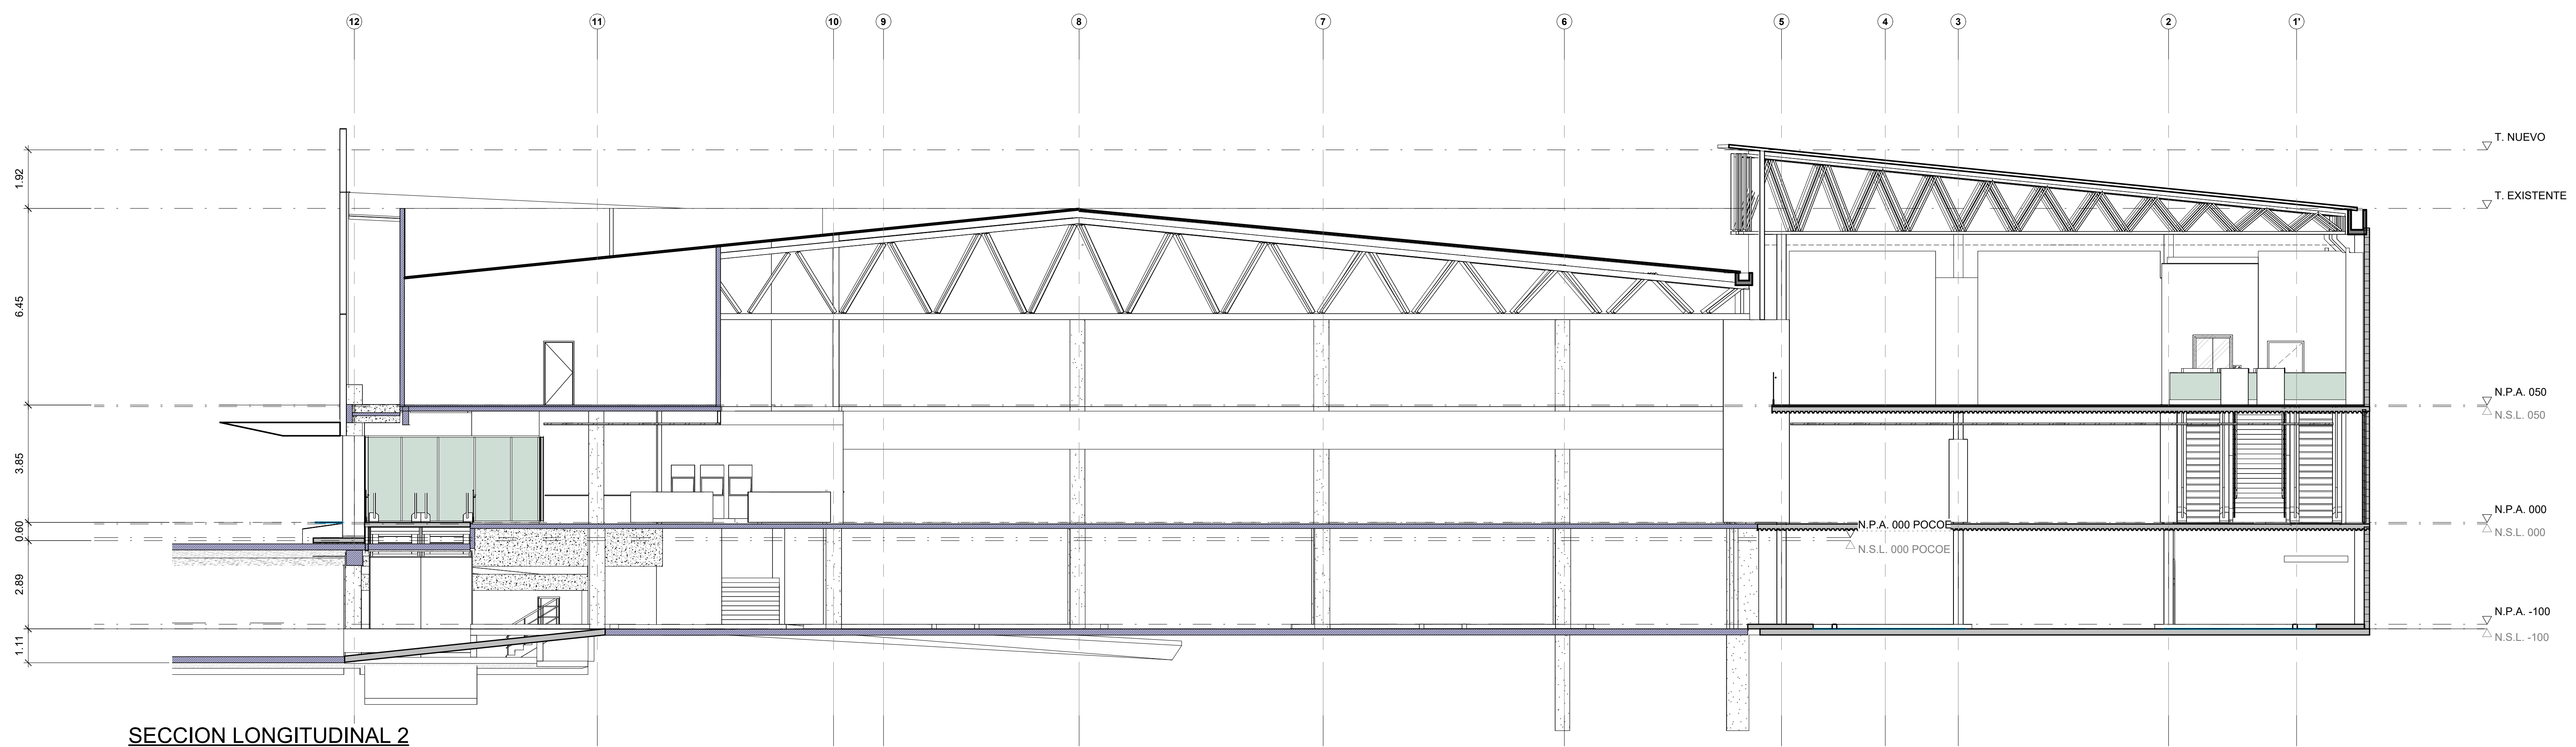 12 11 10 9 8 7 6 5 4 3 2 1'
T. NUEVO
1.92
T. EXISTENTE
6.45
N.P.A. 050
N.S.L. 050
3.85
N.P.A. 000
N.P.A. 000 POCOE
0.60
N.S.L. 000
N.S.L. 000 POCOE
2.89
N.P.A. -100
N.S.L. -100
1.11
SECCION LONGITUDINAL 2